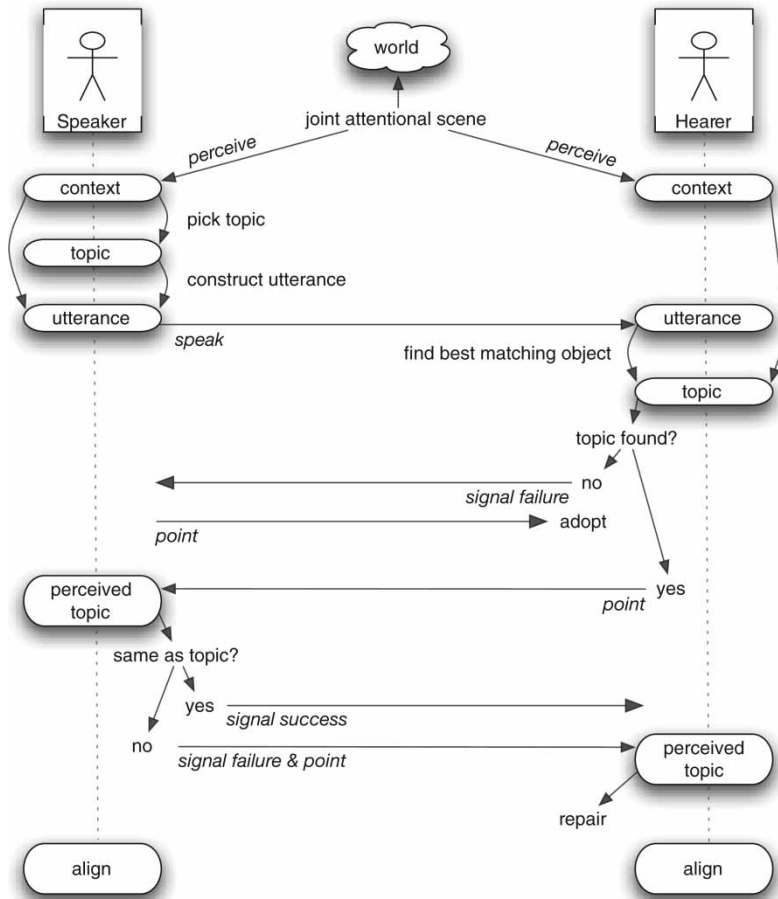 world
Speaker
joint attentional scene
Hearer
perceive
perceive
context
context
pick topic
topic
construct utterance
utterance
utterance
speak
find best matching object
topic
topic found?
no
signal failure
adopt
point
perceived
topic
yes
point
same as topic?
yes
signal success
no
signal failure & point
perceived
topic
repair
align
align